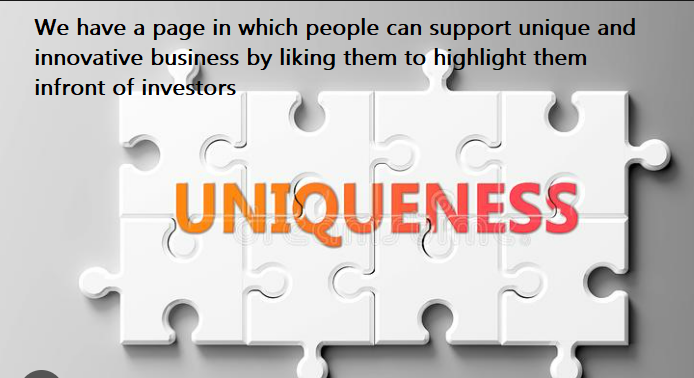 We have a page in which people can support unique and
innovative business by liking them to highlight them
infront of investors
UNIQUENESS